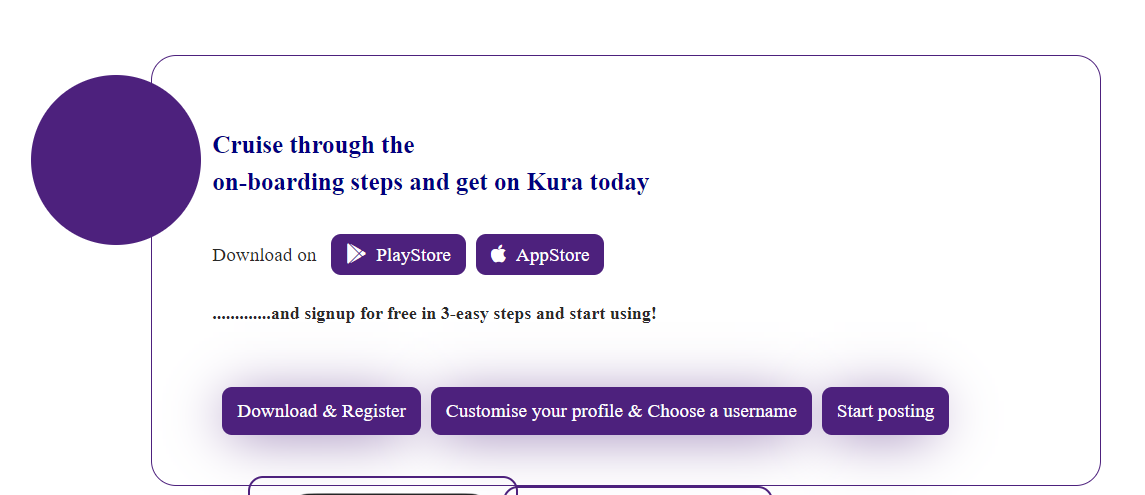 Cruise through the
on-boarding steps and get on Kura today
Download on PlayStore AppStore
.............and signup for free in 3-easy steps and start using!
Download & Register Customise your profile & Choose a username Start posting